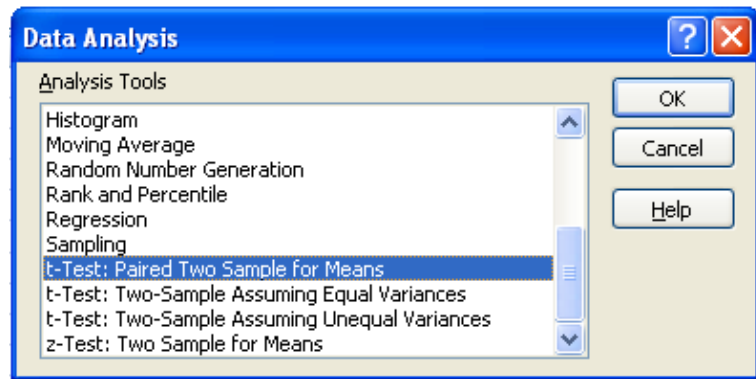 Data Analysis
Analysis Tools
Histogram
Moving Average
Random Number Generation
Rank and Percentile
Regression
Sampling
t-Test: Paired Two Sample for Means
t-Test: Two-Sample Assuming Equal Variances
t-Test: Two-Sample Assuming Unequal Variances
z-Test: Two Sample for Means
OK
Cancel
Help